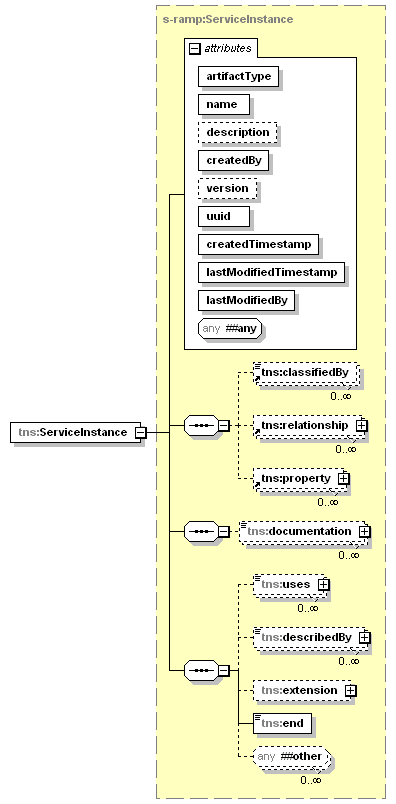 s-ramp:ServiceInstance
attributes
artifactType
name
description
createdBy
version
uuid
createdTimestamp
lastModifiedTimestamp
lastModifiedBy
any ##any
tns:classifiedBy
0..∞
tns:ServiceInstance
tns:relationship
0..∞
tns:property
0..∞
tns:documentation
0..∞
tns:uses
0..∞
tns:describedBy
0..∞
tns:extension
tns:end
any ##other
0..∞